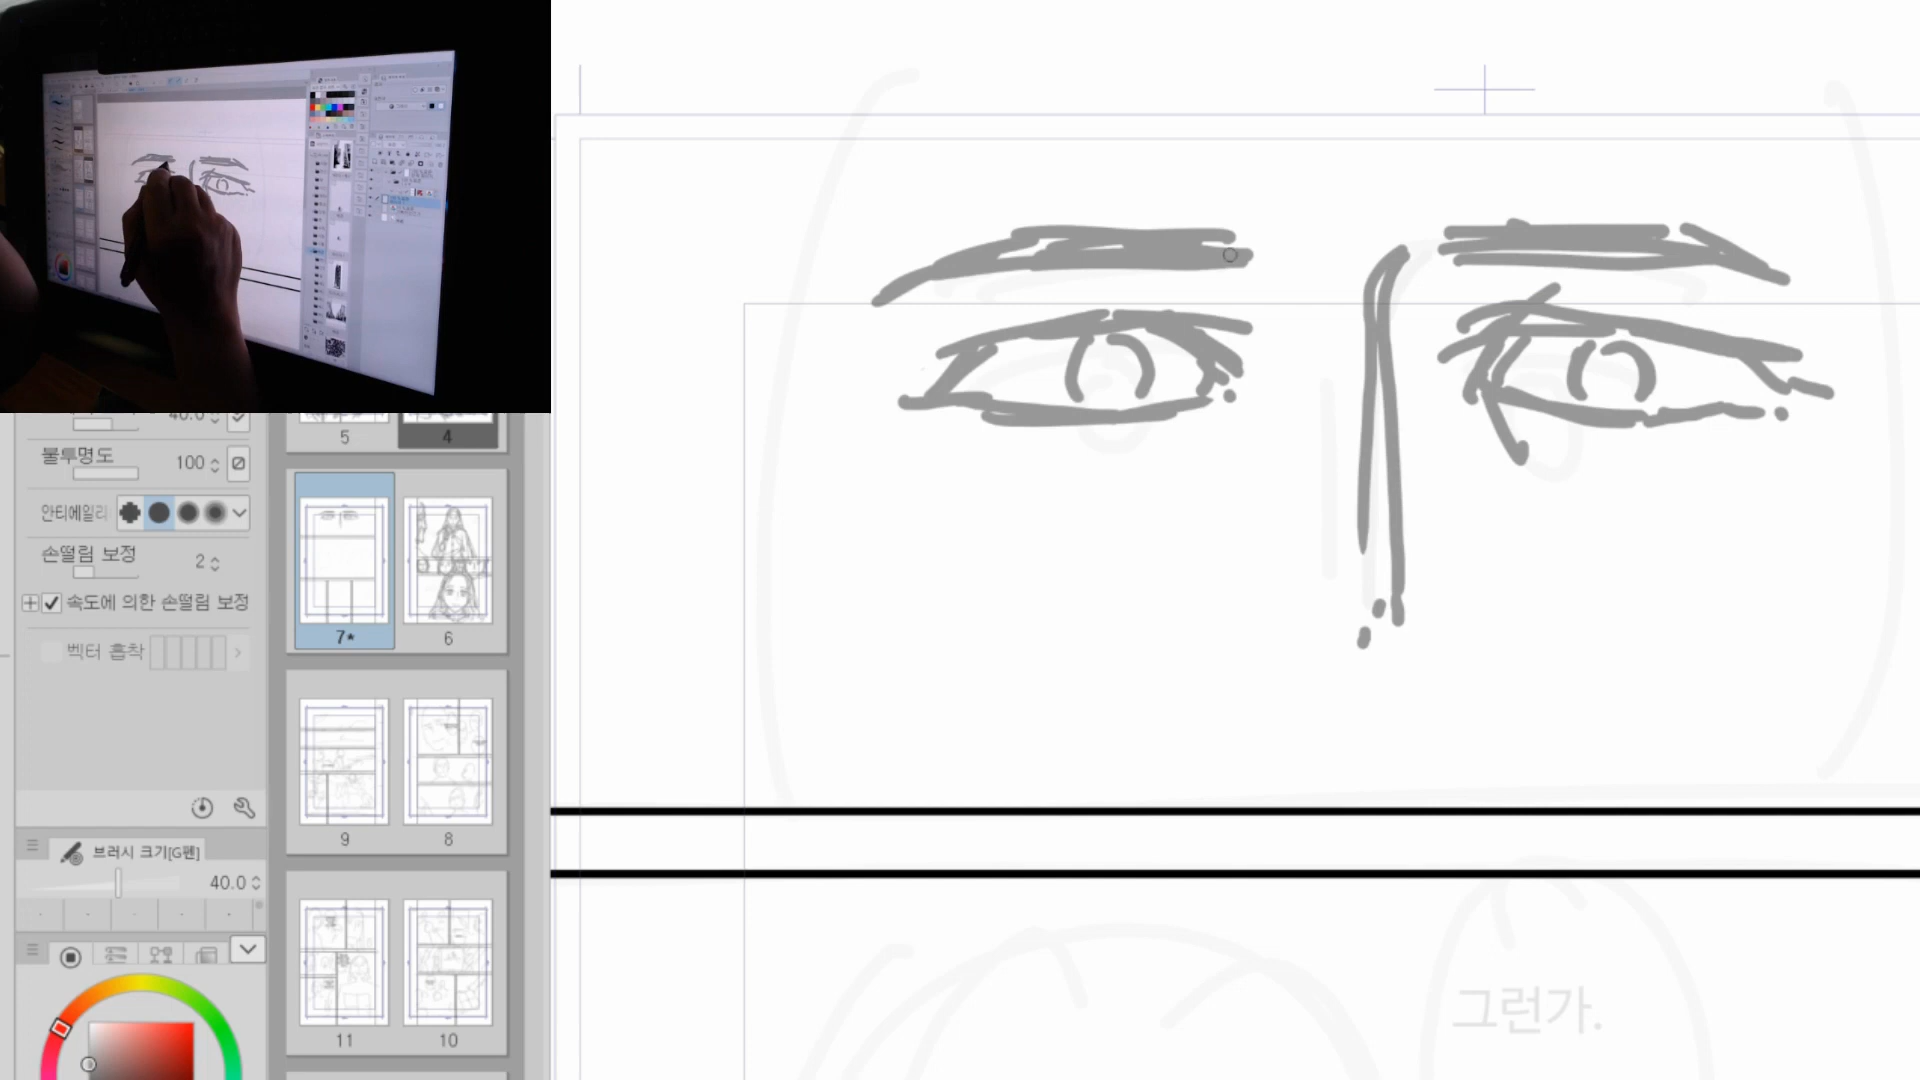 40.0
5
4
불투명도
100
안티에일리
손떨림 보정
2
속도에 의한 손떨림 보정
7*
6
벡터 흡착
9
8
브러시 크기[G펜]
40.0
11
10
그런가.